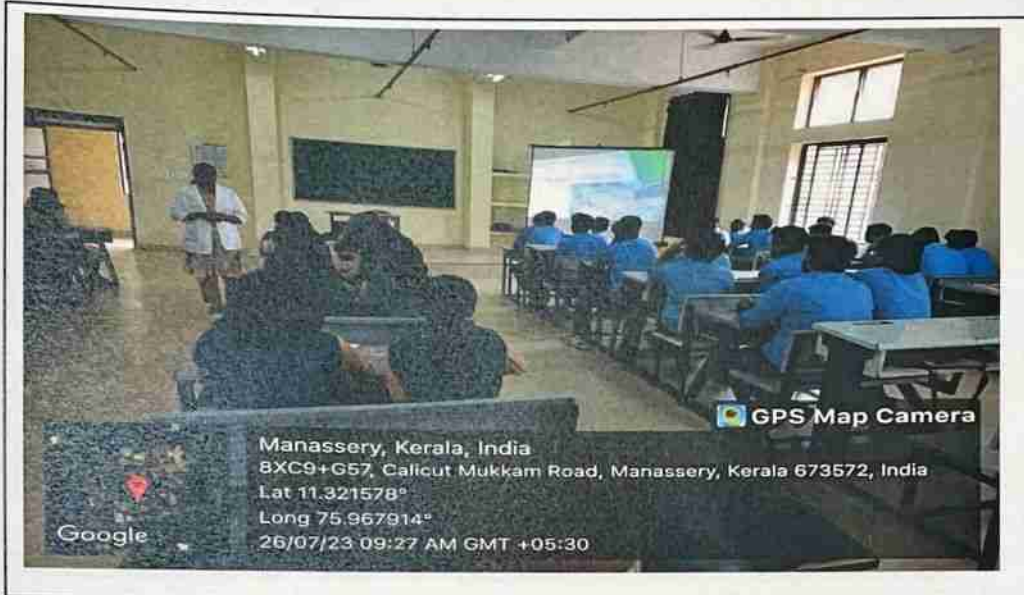 GPS Map Camera
Manassery, Kerala, India
8XC9+G57, Calicut Mukkam Road, Manassery, Kerala 673572, India
Lat 11.321578°
Long 75.967914°
26/07/23 09:27 AM GMT +05:30
Google